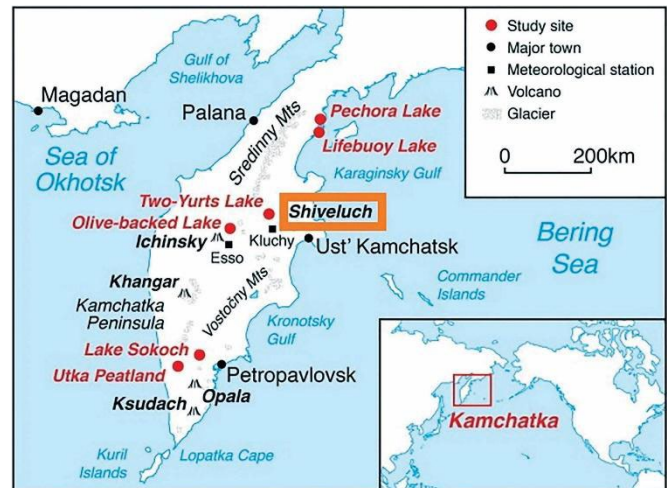 Gulf of
Shelikhova
Magadan
Palana
Sredinny Mts
Pechora Lake
Lifebuoy Lake
Sea of
Okhotsk
Karaginsky Gulf
Two-Yurts Lake
Shiveluch
Olive-backed Lake
Ichinsky
Kluchy
Esso
Ust' Kamchatsk
Bering
Sea
Khangar
Kamchatka
Peninsula
Vostočny Mts
Commander
Islands
Kronotsky
Gulf
Lake Sokoch
Utka Peatland
Petropavlovsk
Opala
Ksudach
Kuril
Islands
Lopatka Cape
Study site
Major town
Meteorological station
Volcano
Glacier
0 200km
Kamchatka